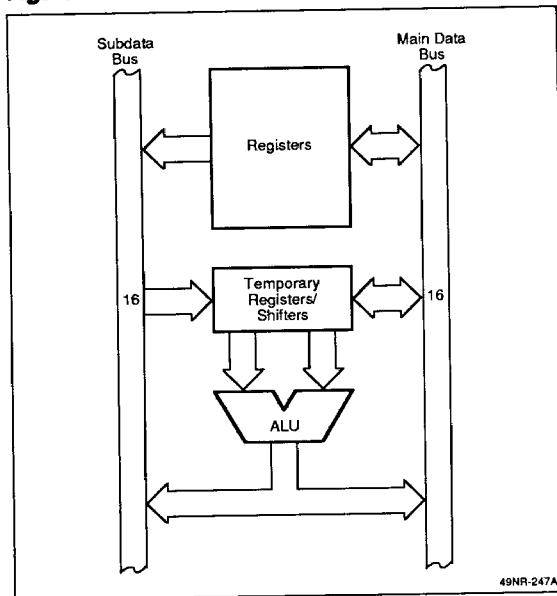 Subdata
Bus
Main Data
Bus
Registers
16
Temporary
Registers/
Shifters
16
ALU
49NR-247A